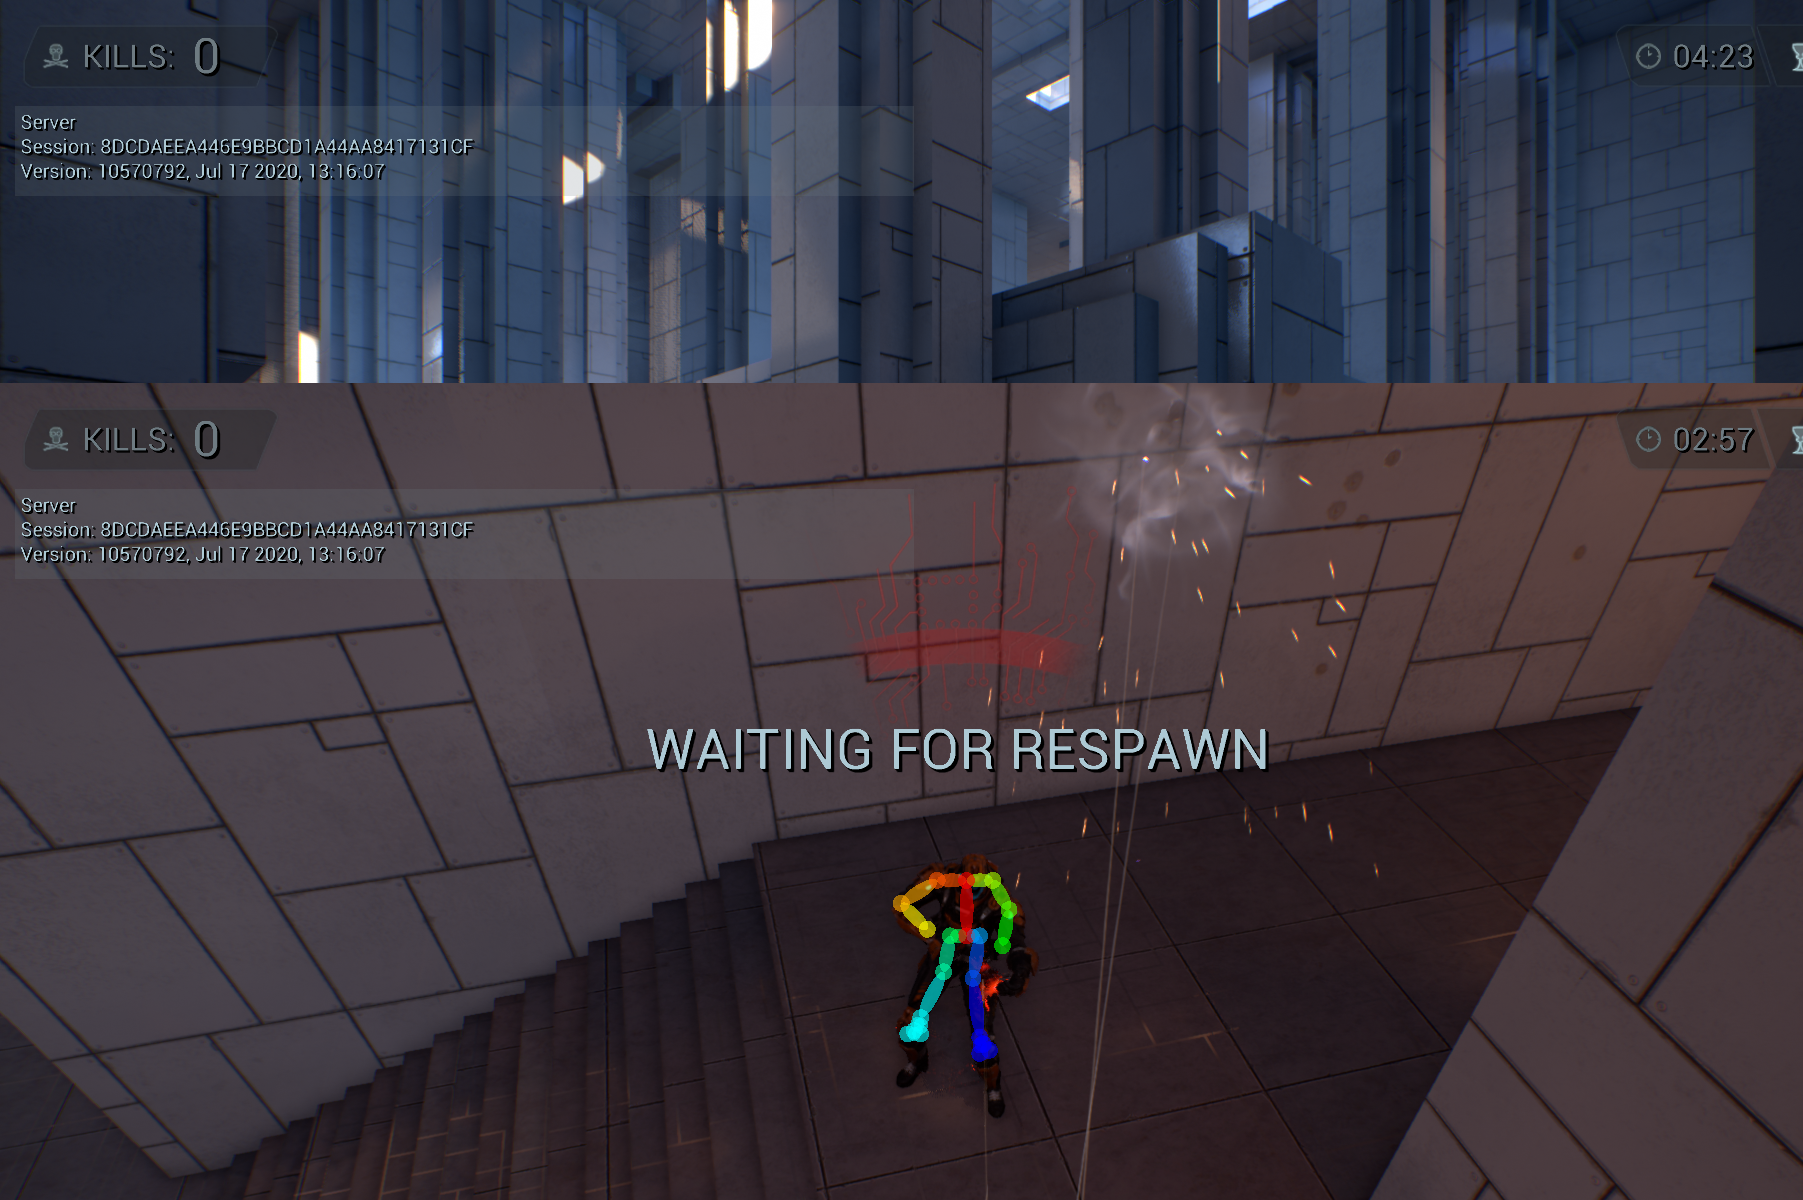 KILLS: 0
04:23
Server
Session: 8DCDAEEA446E9BBCD1A44AA8417131CF
Version: 10570792, Jul 17 2020, 13:16:07
KILLS: 0
02:57
Server
Session: 8DCDAEEA446E9BBCD1A44AA8417131CF
Version: 10570792, Jul 17 2020, 13:16:07
WAITING FOR RESPAWN